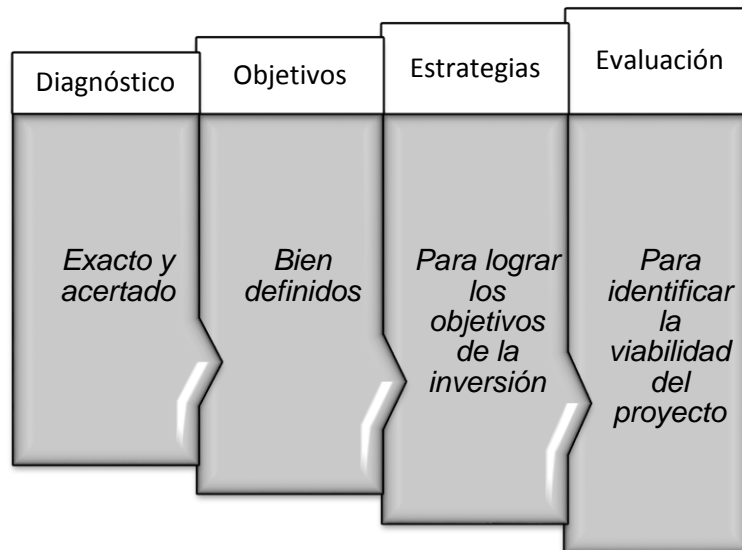 Diagnóstico
Exacto y
acertado
Objetivos
Bien
definidos
Estrategias
Para lograr
los
objetivos
de la
inversión
Evaluación
Para
identificar
la
viabilidad
del
proyecto